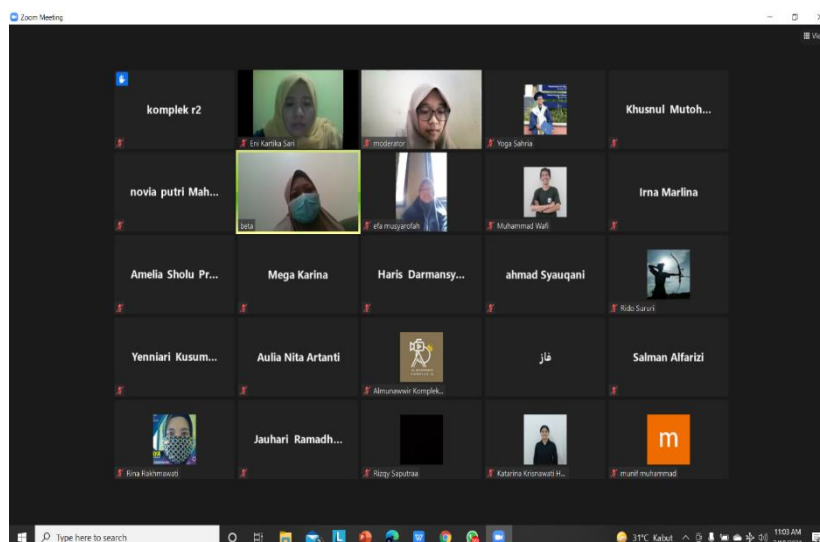 Zoom Meeting
komplek r2
Eni Kartika Sari
moderator
Yoga Sahria
Khusnul Mutoh...
novia putri Mah...
beta
efa musyarofah
Muhammad Wafi
Irna Marlina
Amelia Sholu Pr...
Mega Karina
Haris Darmansy...
ahmad Syauqani
Rido Sururi
Yenniari Kusum...
Aulia Nita Artanti
Almunawwir Komplek...
فاز
Salman Alfarizi
Rina Rakhmawati
Jauhari Ramadh...
Rizqy Saputraa
Katarina Krisnawati H...
m
munif muhammad
Type here to search
31°C Kabut
11:03 AM